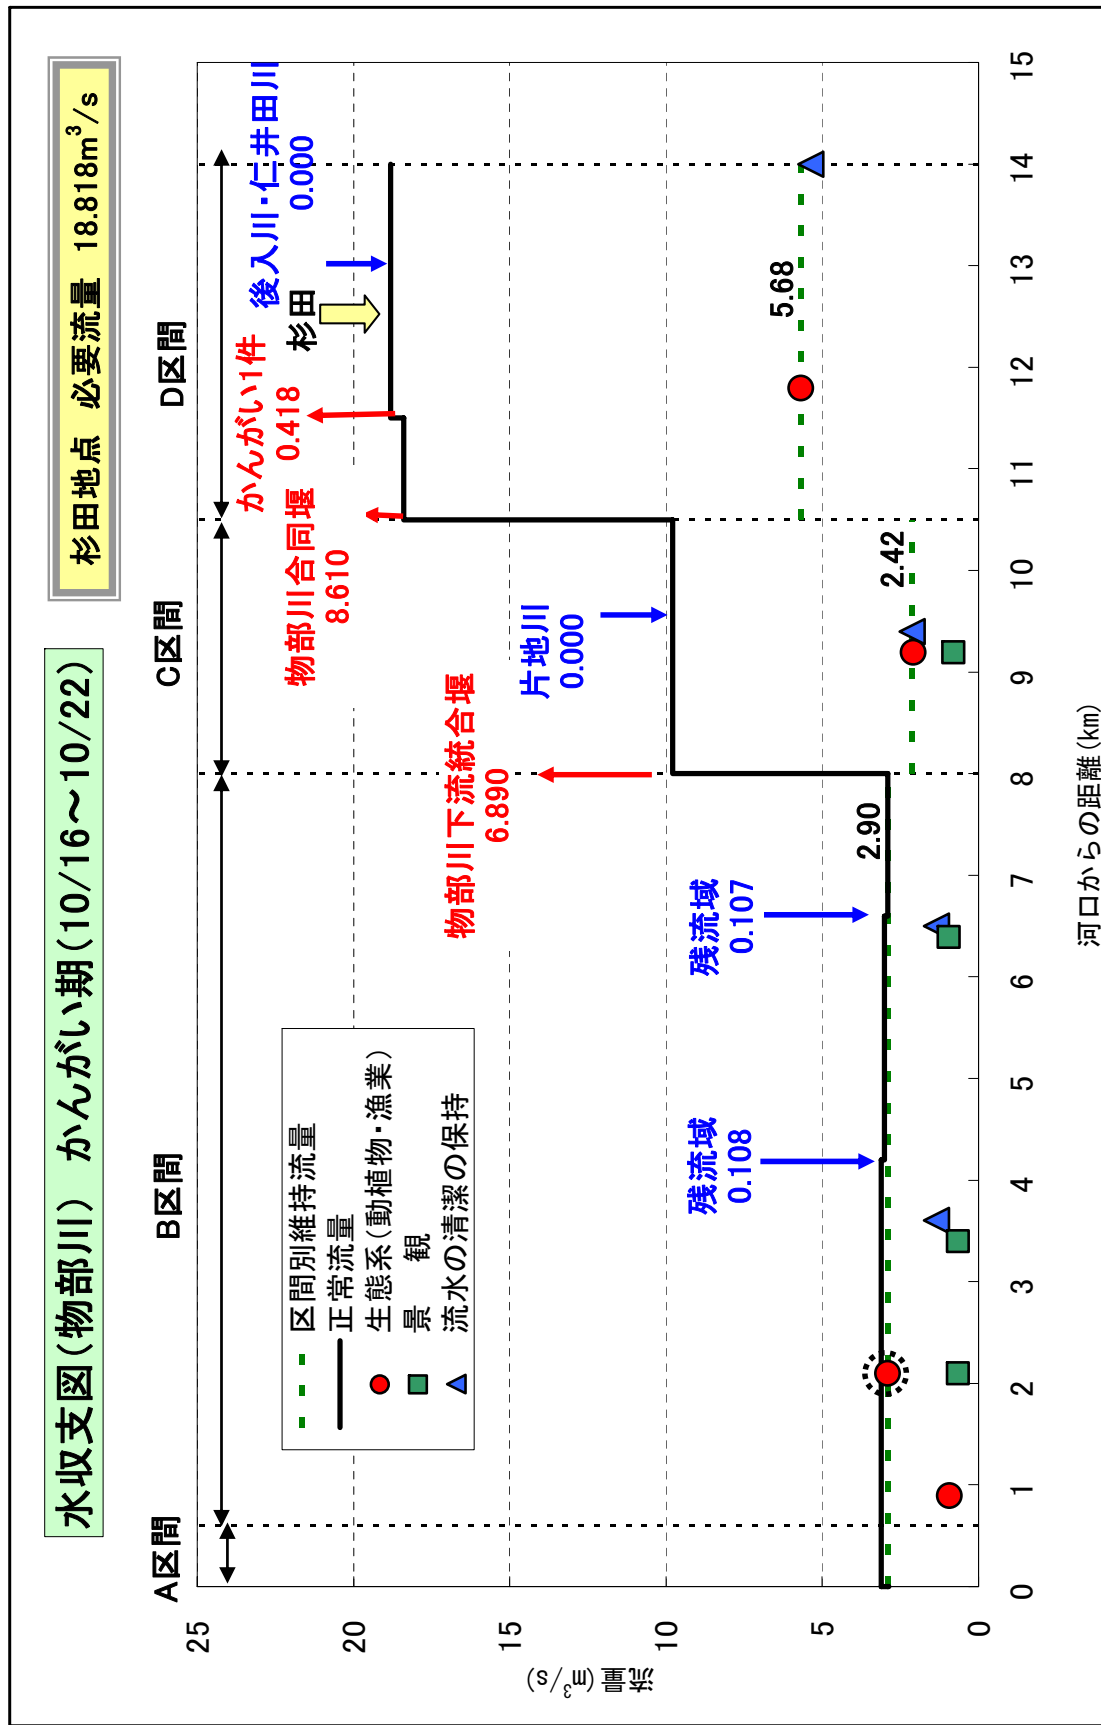 水収支図(物部川)　かんがい期(10/16～10/22)
杉田地点　必要流量　18.818m³/s
A区間
B区間
C区間
D区間
区間別維持流量
正常流量
生態系(動植物・漁業)
景　観
流水の清潔の保持
残流域
0.108
残流域
0.107
物部川下流統合堰
6.890
片地川
0.000
物部川合同堰
8.610
かんがい1件
0.418
杉田
後入川・仁井田川
0.000
2.90
2.42
5.68
流量(m³/s)
25
20
15
10
5
0
0 1 2 3 4 5 6 7 8 9 10 11 12 13 14 15
河口からの距離(km)